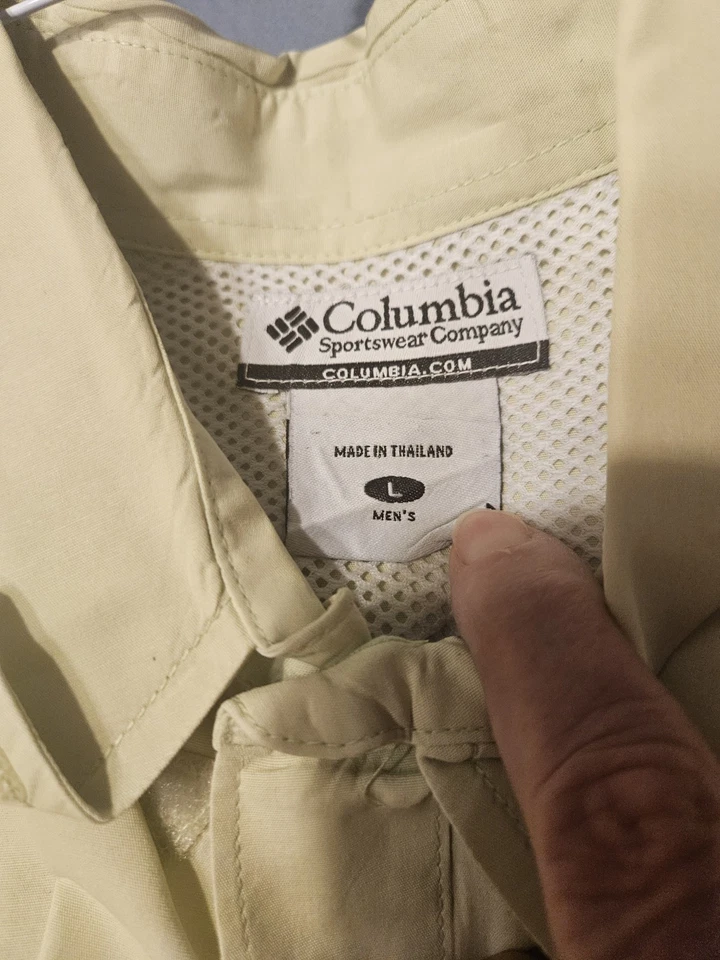 Columbia
Sportswear Company
COLUMBIA.COM
MADE IN THAILAND
L
MEN'S